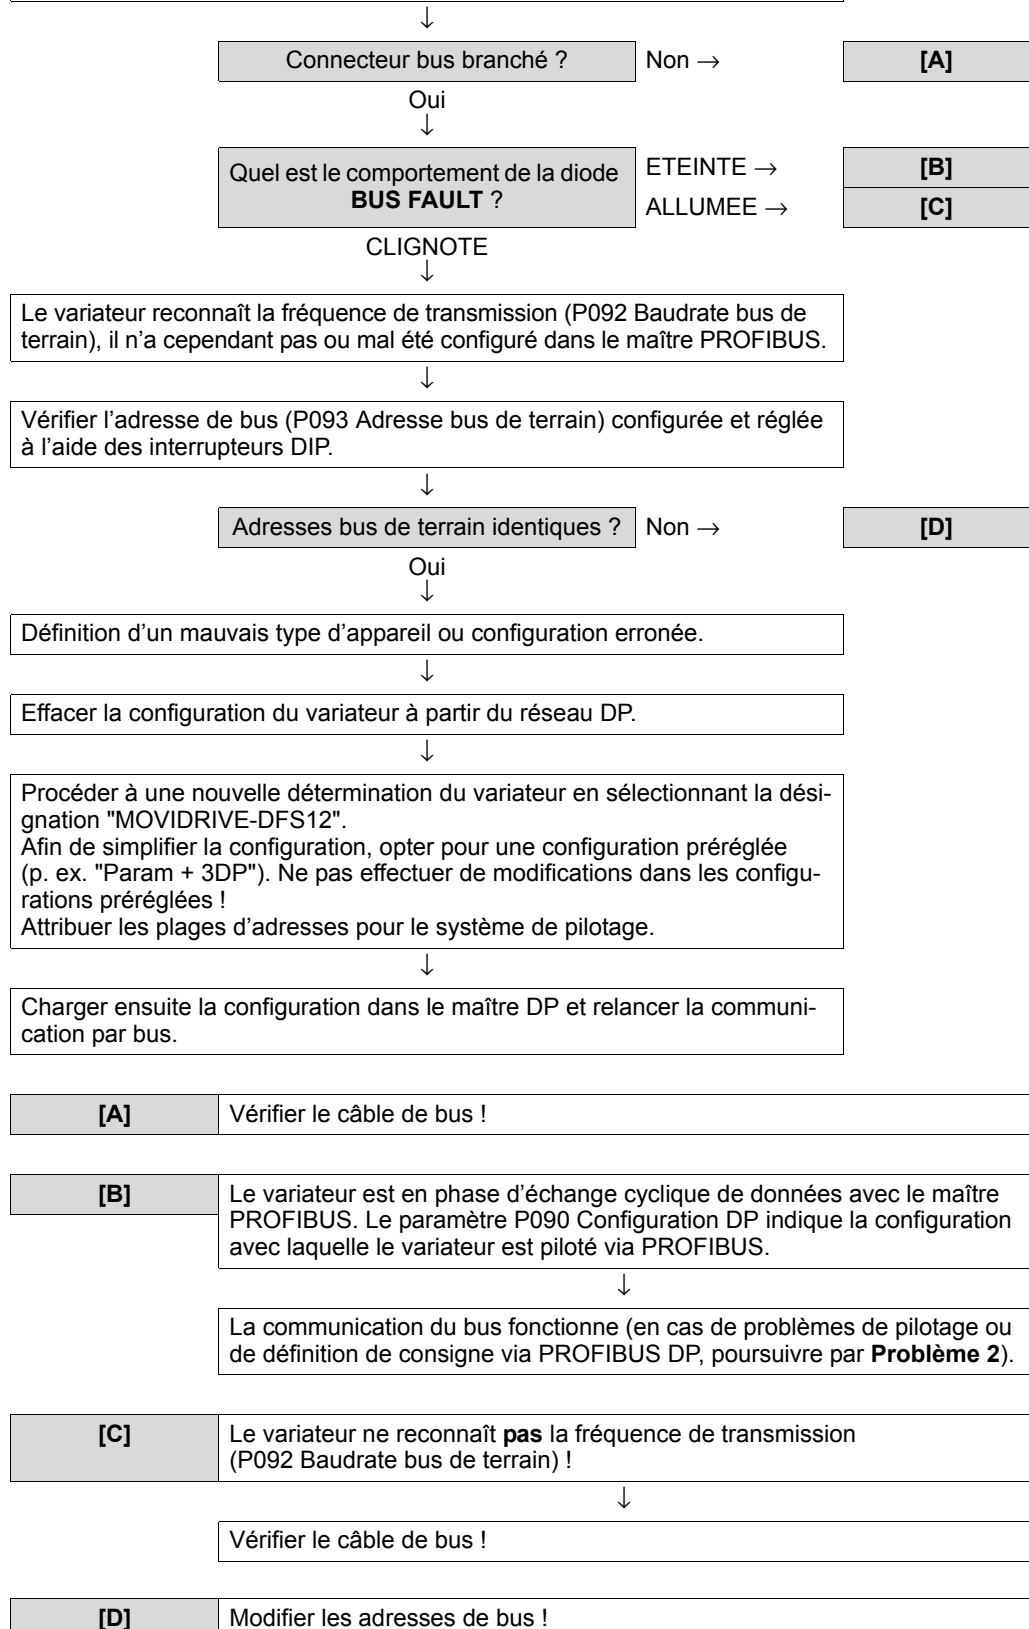 ↓
Connecteur bus branché ? Non → [A]
Oui
↓
Quel est le comportement de la diode ETEINTE → [B]
BUS FAULT ? ALLUMEE → [C]
CLIGNOTE
↓
Le variateur reconnaît la fréquence de transmission (P092 Baudrate bus de
terrain), il n'a cependant pas ou mal été configuré dans le maître PROFIBUS.
↓
Vérifier l'adresse de bus (P093 Adresse bus de terrain) configurée et réglée
à l'aide des interrupteurs DIP.
↓
Adresses bus de terrain identiques ? Non → [D]
Oui
↓
Définition d'un mauvais type d'appareil ou configuration erronée.
↓
Effacer la configuration du variateur à partir du réseau DP.
↓
Procéder à une nouvelle détermination du variateur en sélectionnant la dési-
gnation "MOVIDRIVE-DFS12".
Afin de simplifier la configuration, opter pour une configuration préréglée
(p. ex. "Param + 3DP"). Ne pas effectuer de modifications dans les configu-
rations préréglées !
Attribuer les plages d'adresses pour le système de pilotage.
↓
Charger ensuite la configuration dans le maître DP et relancer la communi-
cation par bus.
[A] Vérifier le câble de bus !
[B] Le variateur est en phase d'échange cyclique de données avec le maître
PROFIBUS. Le paramètre P090 Configuration DP indique la configuration
avec laquelle le variateur est piloté via PROFIBUS.
↓
La communication du bus fonctionne (en cas de problèmes de pilotage ou
de définition de consigne via PROFIBUS DP, poursuivre par Problème 2).
[C] Le variateur ne reconnaît pas la fréquence de transmission
(P092 Baudrate bus de terrain) !
↓
Vérifier le câble de bus !
[D] Modifier les adresses de bus !